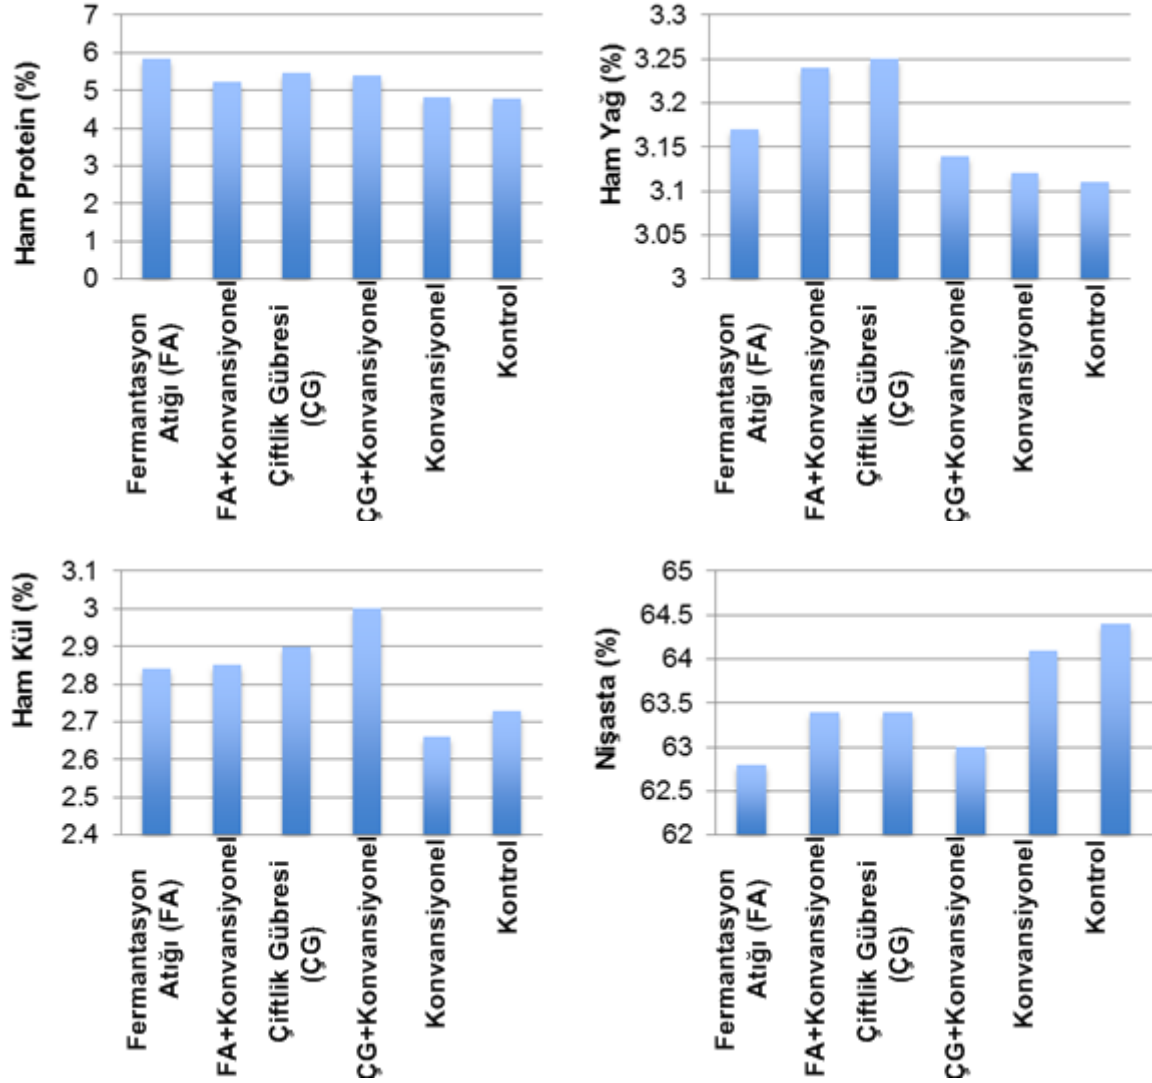 Ham Protein (%)
7
6
5
4
3
2
1
0
Fermantasyon
Atığı (FA)
FA+Konvansiyonel
Çiftlik Gübresi
(ÇG)
ÇG+Konvansiyonel
Konvansiyonel
Kontrol
Ham Yağ (%)
3.3
3.25
3.2
3.15
3.1
3.05
3
Fermantasyon
Atığı (FA)
FA+Konvansiyonel
Çiftlik Gübresi
(ÇG)
ÇG+Konvansiyonel
Konvansiyonel
Kontrol
Ham Kül (%)
3.1
3
2.9
2.8
2.7
2.6
2.5
2.4
Fermantasyon
Atığı (FA)
FA+Konvansiyonel
Çiftlik Gübresi
(ÇG)
ÇG+Konvansiyonel
Konvansiyonel
Kontrol
Nişasta (%)
65
64.5
64
63.5
63
62.5
62
Fermantasyon
Atığı (FA)
FA+Konvansiyonel
Çiftlik Gübresi
(ÇG)
ÇG+Konvansiyonel
Konvansiyonel
Kontrol